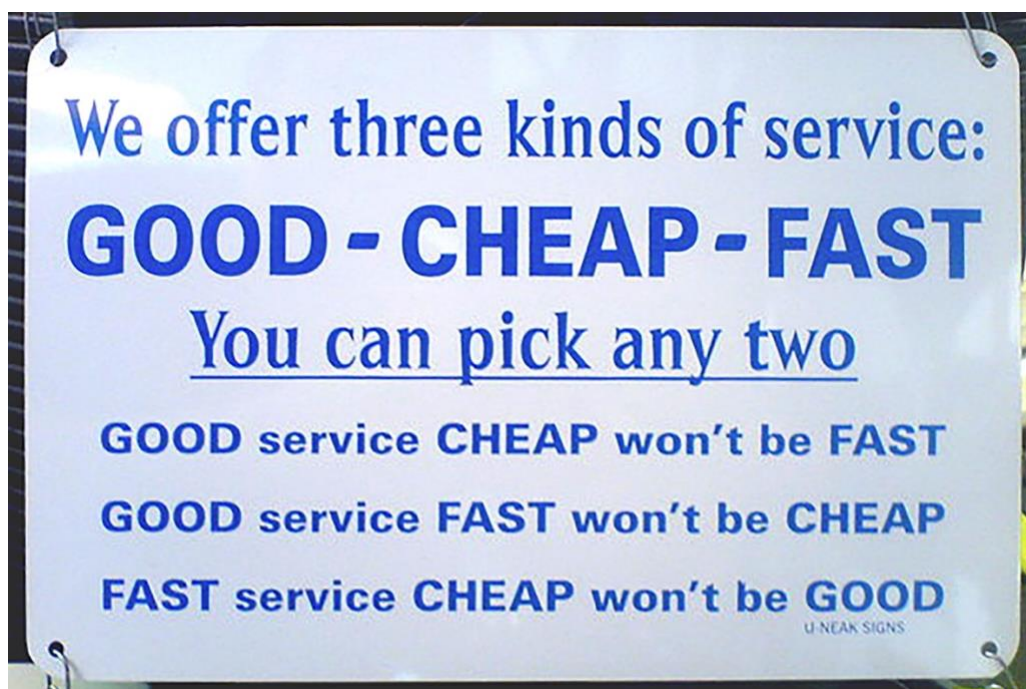 We offer three kinds of service:
GOOD - CHEAP - FAST
You can pick any two
GOOD service CHEAP won't be FAST
GOOD service FAST won't be CHEAP
FAST service CHEAP won't be GOOD
U-NEAK SIGNS